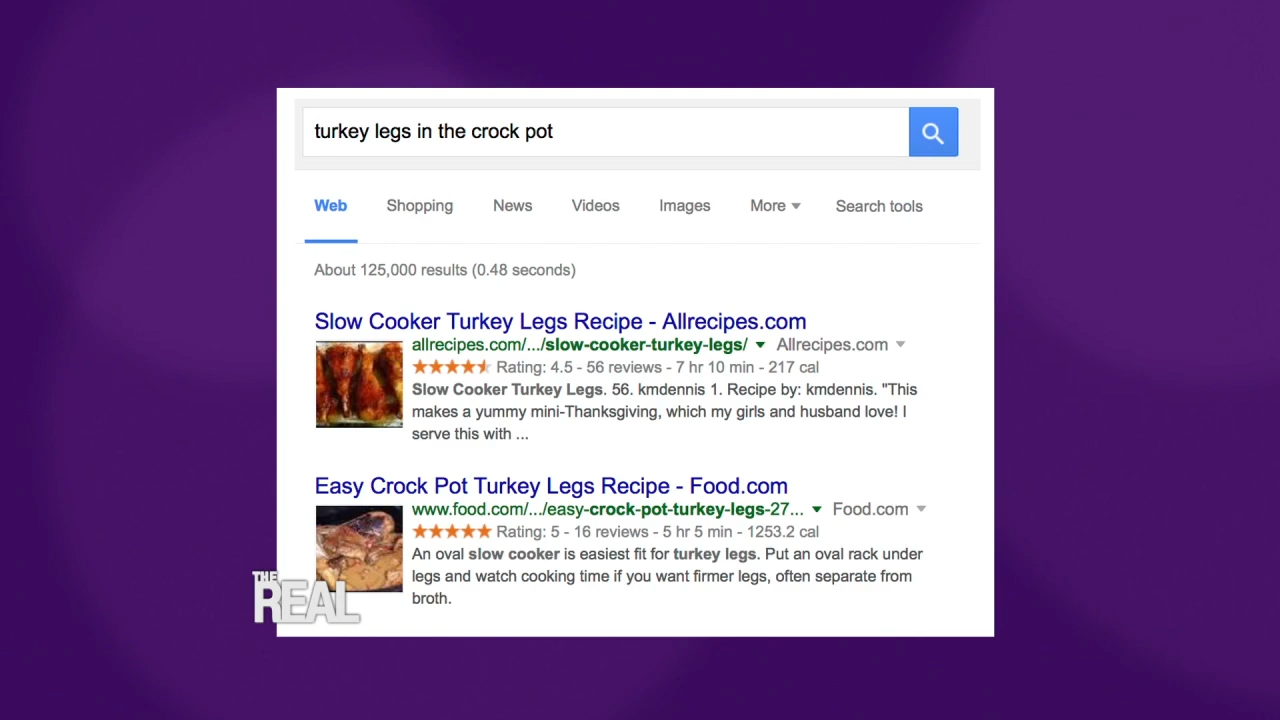 turkey legs in the crock pot
Web Shopping News Videos Images More Search tools
About 125,000 results (0.48 seconds)
Slow Cooker Turkey Legs Recipe - Allrecipes.com
allrecipes.com/.../slow-cooker-turkey-legs/ Allrecipes.com
Rating: 4.5 - 56 reviews - 7 hr 10 min - 217 cal
Slow Cooker Turkey Legs. 56. kmdennis 1. Recipe by: kmdennis. "This
makes a yummy mini-Thanksgiving, which my girls and husband love! I
serve this with ...
Easy Crock Pot Turkey Legs Recipe - Food.com
www.food.com/.../easy-crock-pot-turkey-legs-27... Food.com
Rating: 5 - 16 reviews - 5 hr 5 min - 1253.2 cal
An oval slow cooker is easiest fit for turkey legs. Put an oval rack under
legs and watch cooking time if you want firmer legs, often separate from
broth.
THE
REAL